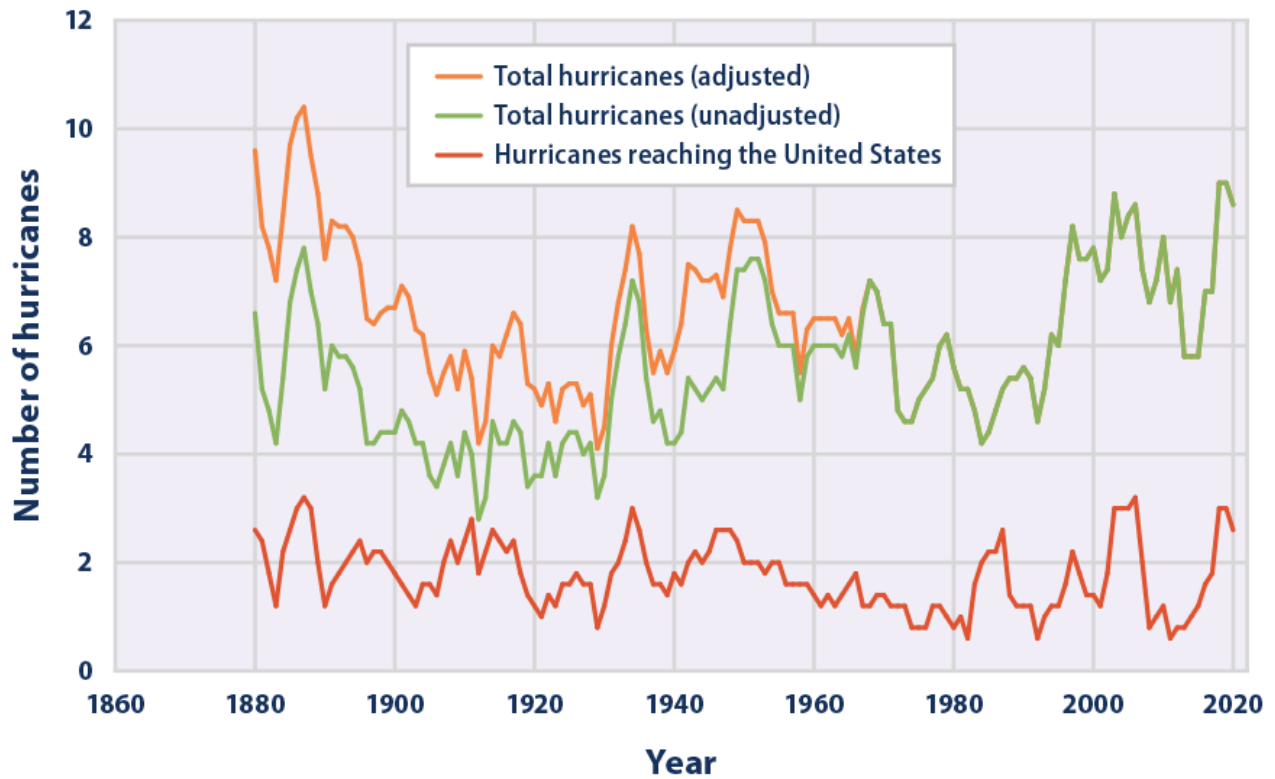 12
10
8
6
4
2
0
Number of hurricanes
Total hurricanes (adjusted)
Total hurricanes (unadjusted)
Hurricanes reaching the United States
1860 1880 1900 1920 1940 1960 1980 2000 2020
Year